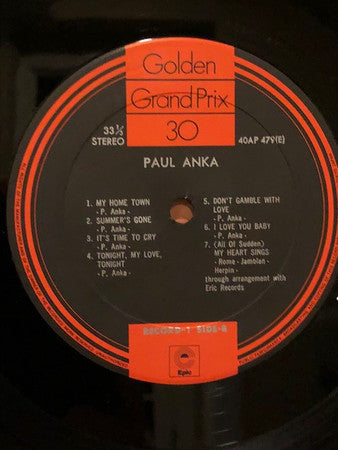 Golden
Grand Prix
30
33 1/3
STEREO
40AP 479(E)
PAUL ANKA
1. MY HOME TOWN
- P. Anka -
2. SUMMER'S GONE
- P. Anka -
3. IT'S TIME TO CRY
- P. Anka -
4. TONIGHT, MY LOVE,
TONIGHT
- P. Anka -
5. DON'T GAMBLE WITH
LOVE
- P. Anka -
6. I LOVE YOU BABY
- P. Anka -
7. (All Of Sudden)
MY HEART SINGS
- Rome - Jamblan -
Herpin -
through arrangement with
Eric Records
RECORD-1 SIDE-B
Epic